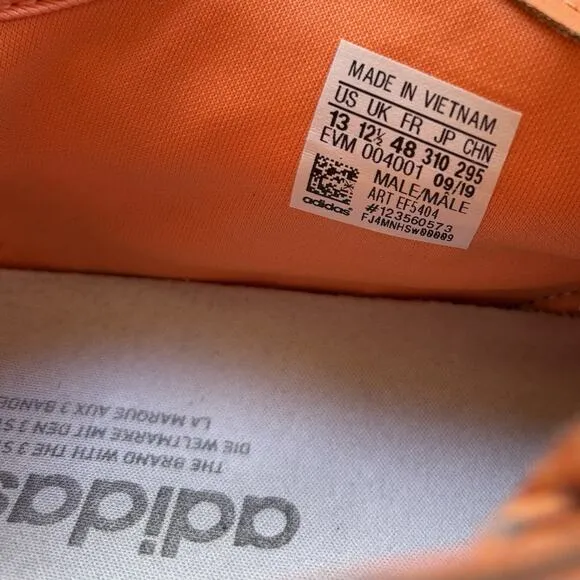 MADE IN VIETNAM
US UK FR JP CHN
13 12½ 48 310 295
EVM 004001 09/19
MALE/MÂLE
ART EF5404
#123560573
FJ4MNHSW00009
adidas
adidas
THE BRAND WITH THE 3 S
DIE WELTMARKE MIT DEN 3 S
LA MARQUE AUX 3 BANDE